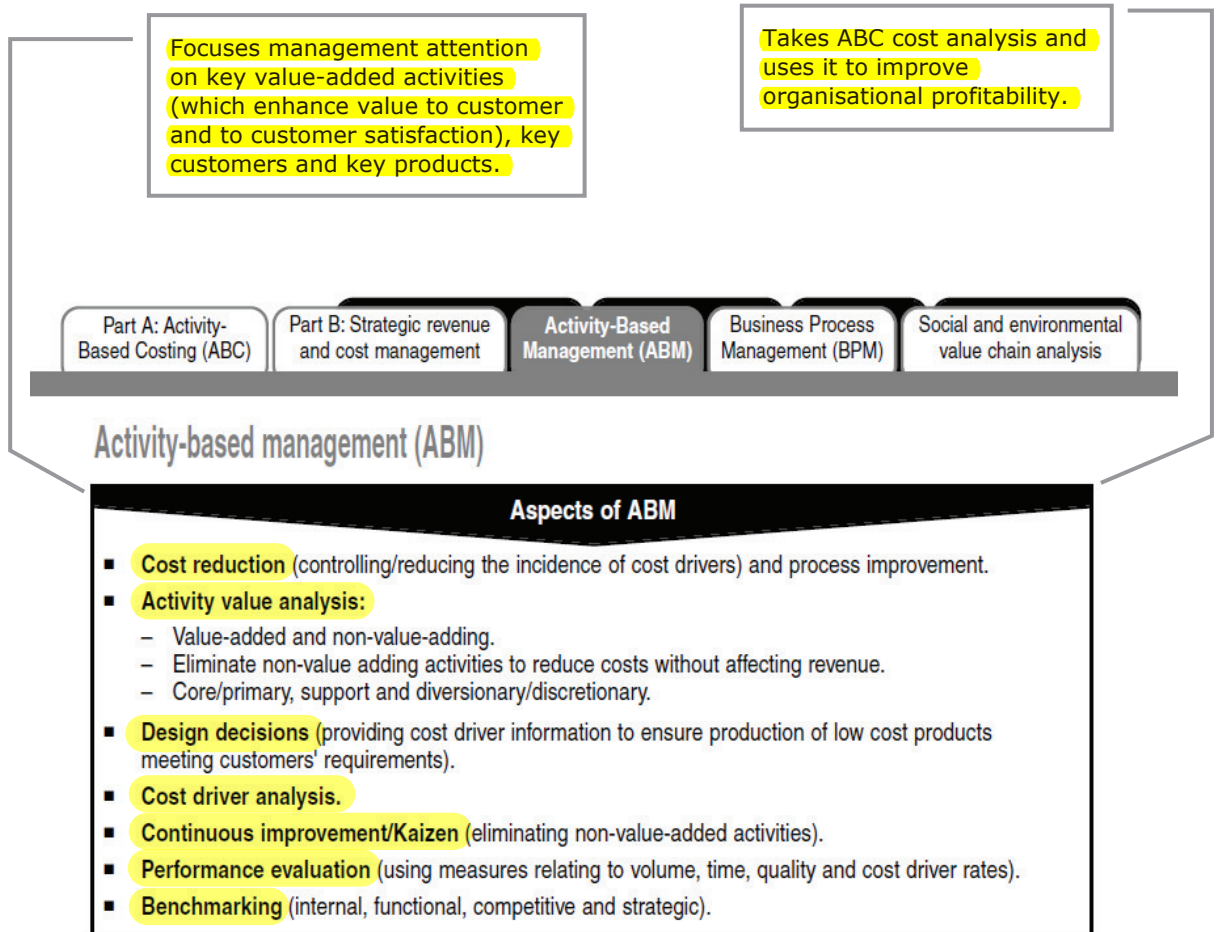 Focuses management attention
on key value-added activities
(which enhance value to customer
and to customer satisfaction), key
customers and key products.
Takes ABC cost analysis and
uses it to improve
organisational profitability.
Part A: Activity-
Based Costing (ABC)
Part B: Strategic revenue
and cost management
Activity-Based
Management (ABM)
Business Process
Management (BPM)
Social and environmental
value chain analysis
Activity-based management (ABM)
Aspects of ABM
■ Cost reduction (controlling/reducing the incidence of cost drivers) and process improvement.
■ Activity value analysis:
– Value-added and non-value-adding.
– Eliminate non-value adding activities to reduce costs without affecting revenue.
– Core/primary, support and diversionary/discretionary.
■ Design decisions (providing cost driver information to ensure production of low cost products
meeting customers' requirements).
■ Cost driver analysis.
■ Continuous improvement/Kaizen (eliminating non-value-added activities).
■ Performance evaluation (using measures relating to volume, time, quality and cost driver rates).
■ Benchmarking (internal, functional, competitive and strategic).